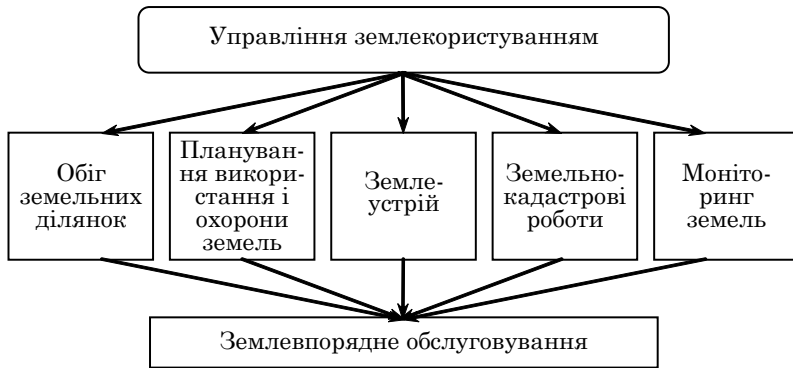 Управління землекористуванням
Обіг
земельних
ділянок
Плануван-
ня викори-
стання і
охорони
земель
Земле-
устрій
Земельно-
кадастрові
роботи
Моніто-
ринг
земель
Землевпорядне обслуговування